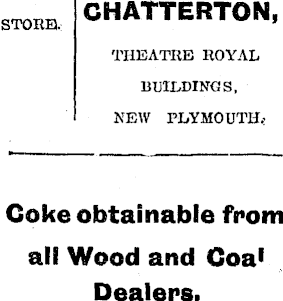 STORE.
CHATTERTON,
THEATRE ROYAL
BUILDINGS,
NEW PLYMOUTH.
Coke obtainable from
all Wood and Coal
Dealers.